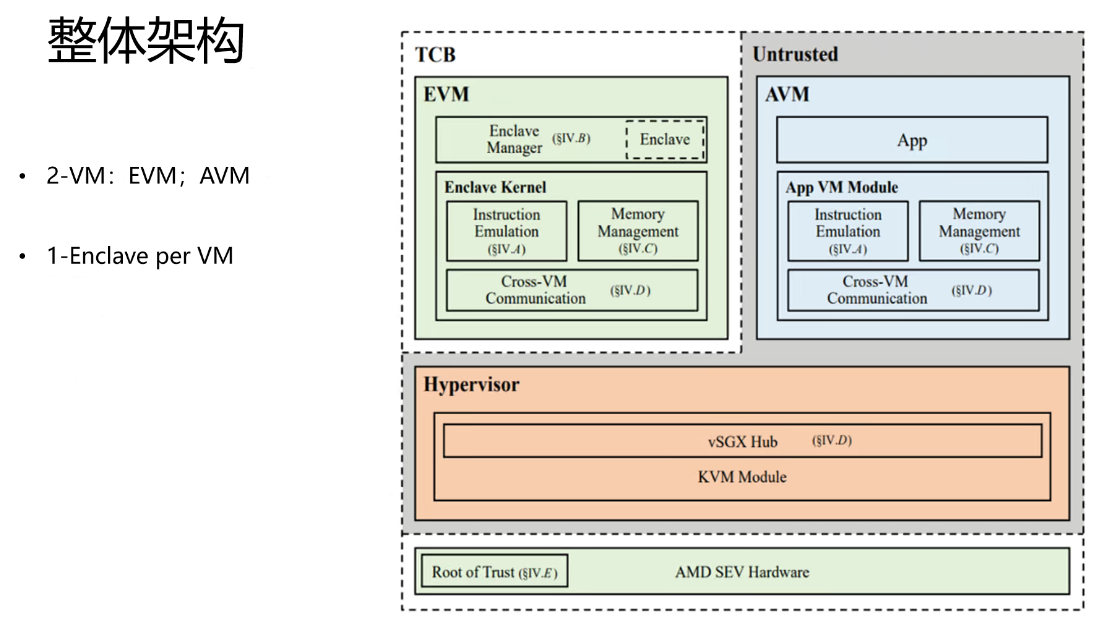 整体架构
• 2-VM：EVM；AVM
• 1-Enclave per VM
TCB
EVM
Enclave
Manager
(§IV.B)
Enclave
Enclave Kernel
Instruction
Emulation
(§IV.A)
Memory
Management
(§IV.C)
Cross-VM
Communication
(§IV.D)
Untrusted
AVM
App
App VM Module
Instruction
Emulation
(§IV.A)
Memory
Management
(§IV.C)
Cross-VM
Communication
(§IV.D)
Hypervisor
vSGX Hub (§IV.D)
KVM Module
Root of Trust (§IV.E)
AMD SEV Hardware